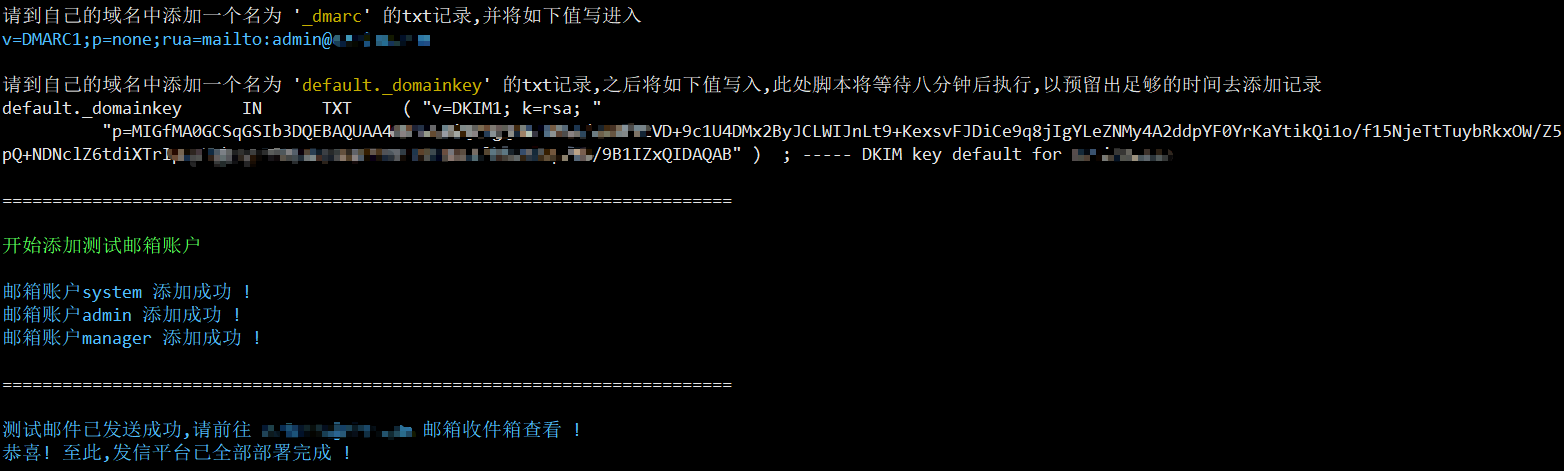 请到自己的域名中添加一个名为 '_dmarc' 的txt记录,并将如下值写进入
v=DMARC1;p=none;rua=mailto:admin@
请到自己的域名中添加一个名为 'default._domainkey' 的txt记录,之后将如下值写入,此处脚本将等待八分钟后执行,以预留出足够的时间去添加记录
default._domainkey IN TXT ( "v=DKIM1; k=rsa; "
"p=MIGfMA0GCSqGSIb3DQEBAQUAA4 VD+9c1U4DMx2ByJCLWIJnLt9+KexsvFJDiCe9q8jIgYLeZNMy4A2ddpYF0YrKaYtikQi1o/f15NjeTtTuybRkxOW/Z5
pQ+NDNclZ6tdiXTr /9B1IZxQIDAQAB" ) ; ----- DKIM key default for
=========================================================================
开始添加测试邮箱账户
邮箱账户system 添加成功 !
邮箱账户admin 添加成功 !
邮箱账户manager 添加成功 !
=========================================================================
测试邮件已发送成功,请前往 邮箱收件箱查看 !
恭喜! 至此,发信平台已全部部署完成 !